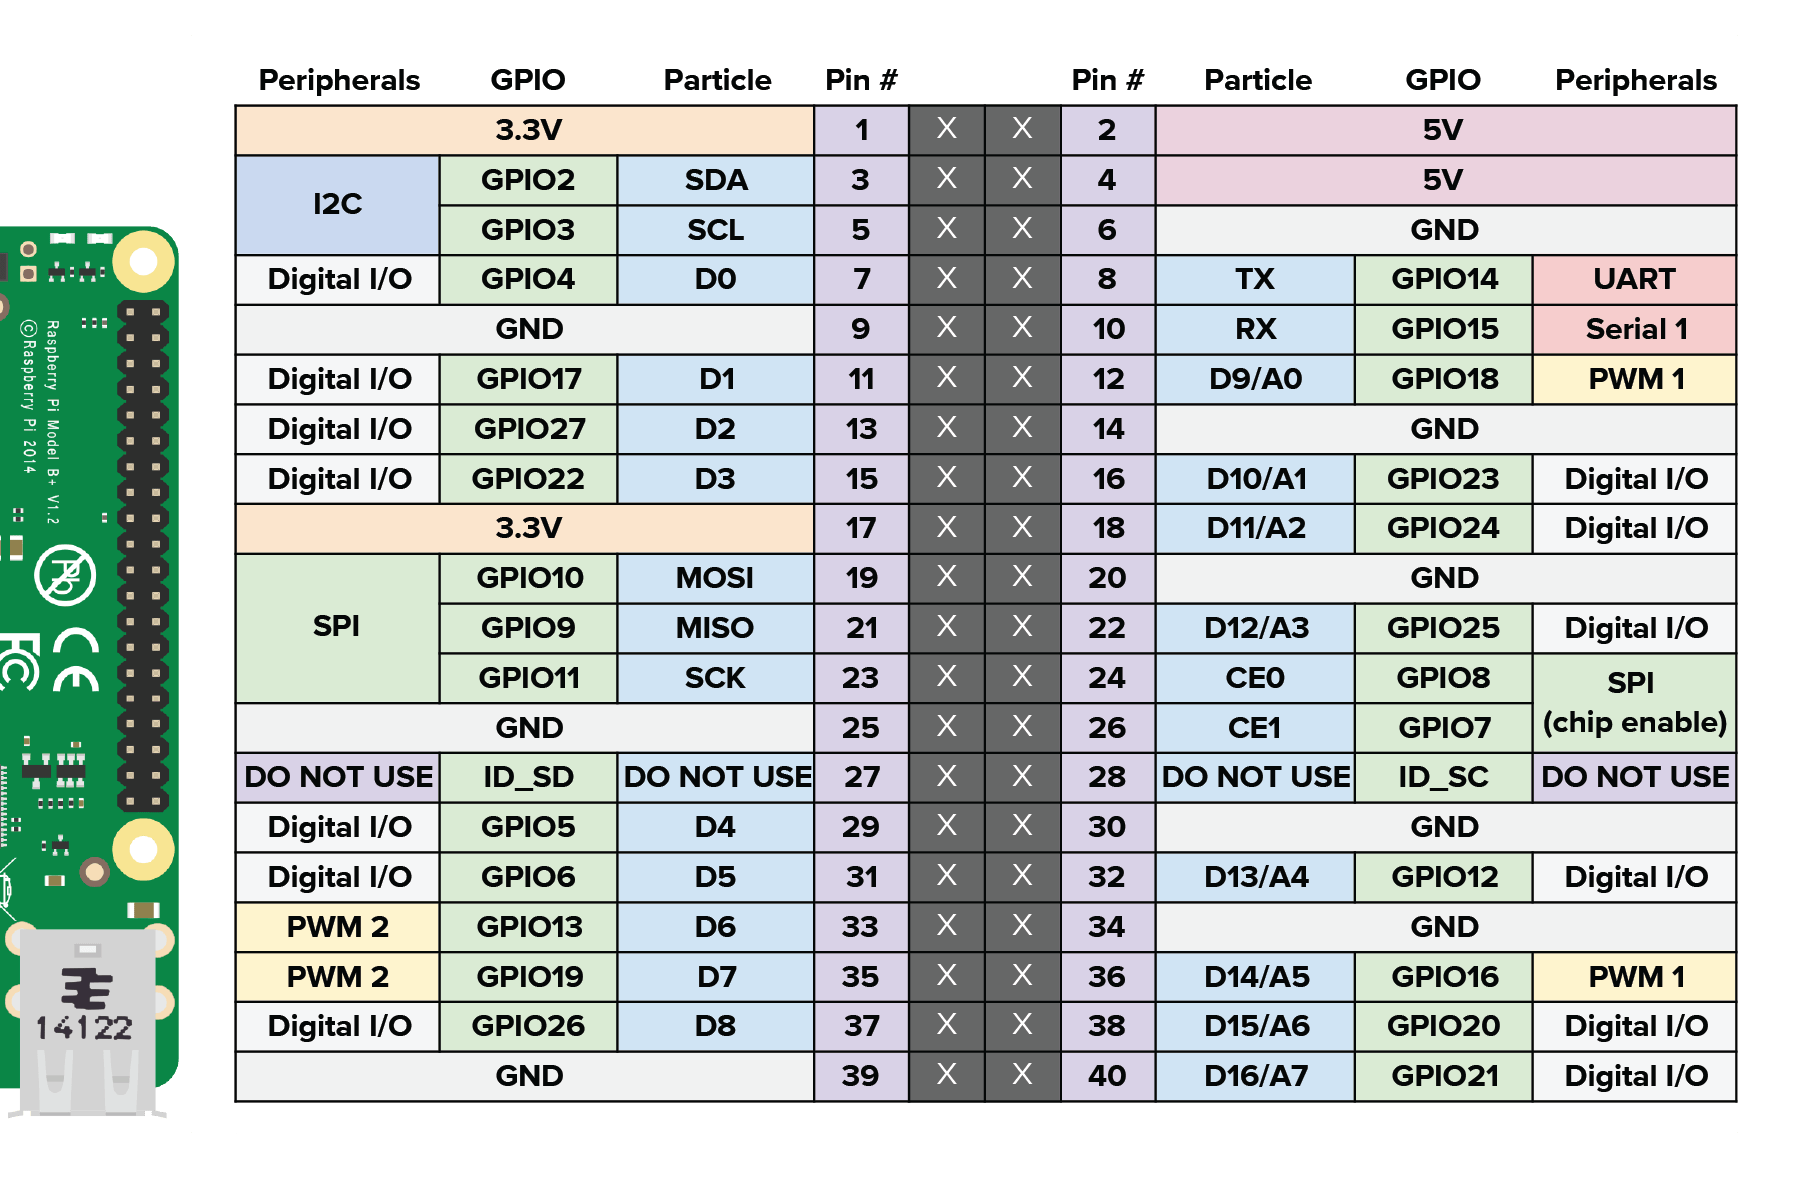 Peripherals GPIO Particle Pin # Pin # Particle GPIO Peripherals
3.3V 1 X X 2 5V
I2C GPIO2 SDA 3 X X 4 5V
GPIO3 SCL 5 X X 6 GND
Digital I/O GPIO4 D0 7 X X 8 TX GPIO14 UART
GND 9 X X 10 RX GPIO15 Serial 1
Digital I/O GPIO17 D1 11 X X 12 D9/A0 GPIO18 PWM 1
Digital I/O GPIO27 D2 13 X X 14 GND
Digital I/O GPIO22 D3 15 X X 16 D10/A1 GPIO23 Digital I/O
3.3V 17 X X 18 D11/A2 GPIO24 Digital I/O
SPI GPIO10 MOSI 19 X X 20 GND
GPIO9 MISO 21 X X 22 D12/A3 GPIO25 Digital I/O
GPIO11 SCK 23 X X 24 CE0 GPIO8 SPI
GND 25 X X 26 CE1 GPIO7 (chip enable)
DO NOT USE ID_SD DO NOT USE 27 X X 28 DO NOT USE ID_SC DO NOT USE
Digital I/O GPIO5 D4 29 X X 30 GND
Digital I/O GPIO6 D5 31 X X 32 D13/A4 GPIO12 Digital I/O
PWM 2 GPIO13 D6 33 X X 34 GND
PWM 2 GPIO19 D7 35 X X 36 D14/A5 GPIO16 PWM 1
Digital I/O GPIO26 D8 37 X X 38 D15/A6 GPIO20 Digital I/O
GND 39 X X 40 D16/A7 GPIO21 Digital I/O
Raspberry Pi Model B+ V1.2
©Raspberry Pi 2014
Pb
FC
CE
14122